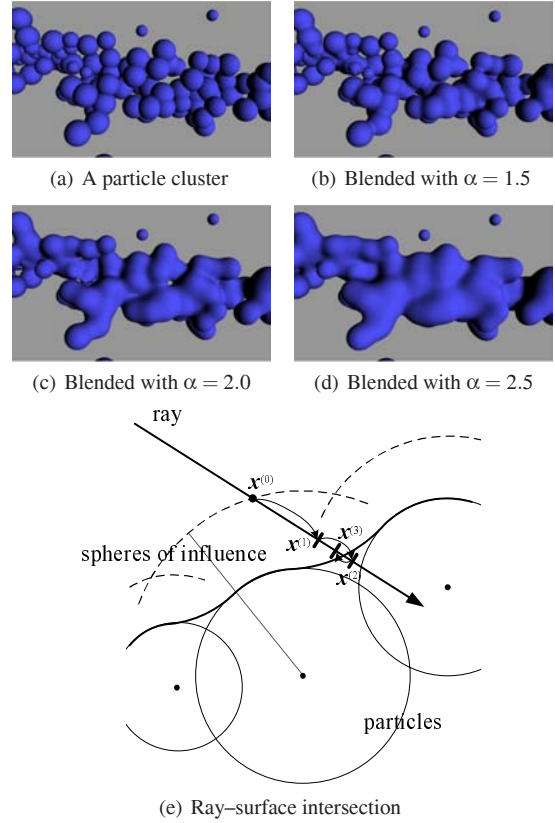 (a) A particle cluster
(b) Blended with α = 1.5
(c) Blended with α = 2.0
(d) Blended with α = 2.5
ray
x⁽⁰⁾
x⁽¹⁾
x⁽³⁾
x⁽²⁾
spheres of influence
particles
(e) Ray–surface intersection